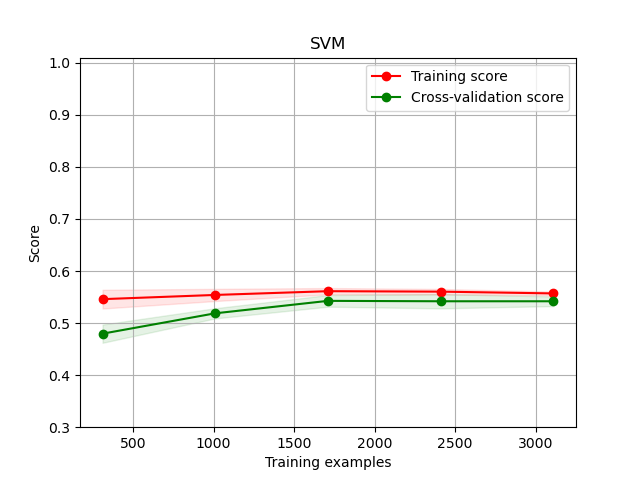 SVM
Training score
Cross-validation score
1.0
0.9
0.8
0.7
0.6
0.5
0.4
0.3
Score
500
1000
1500
2000
2500
3000
Training examples